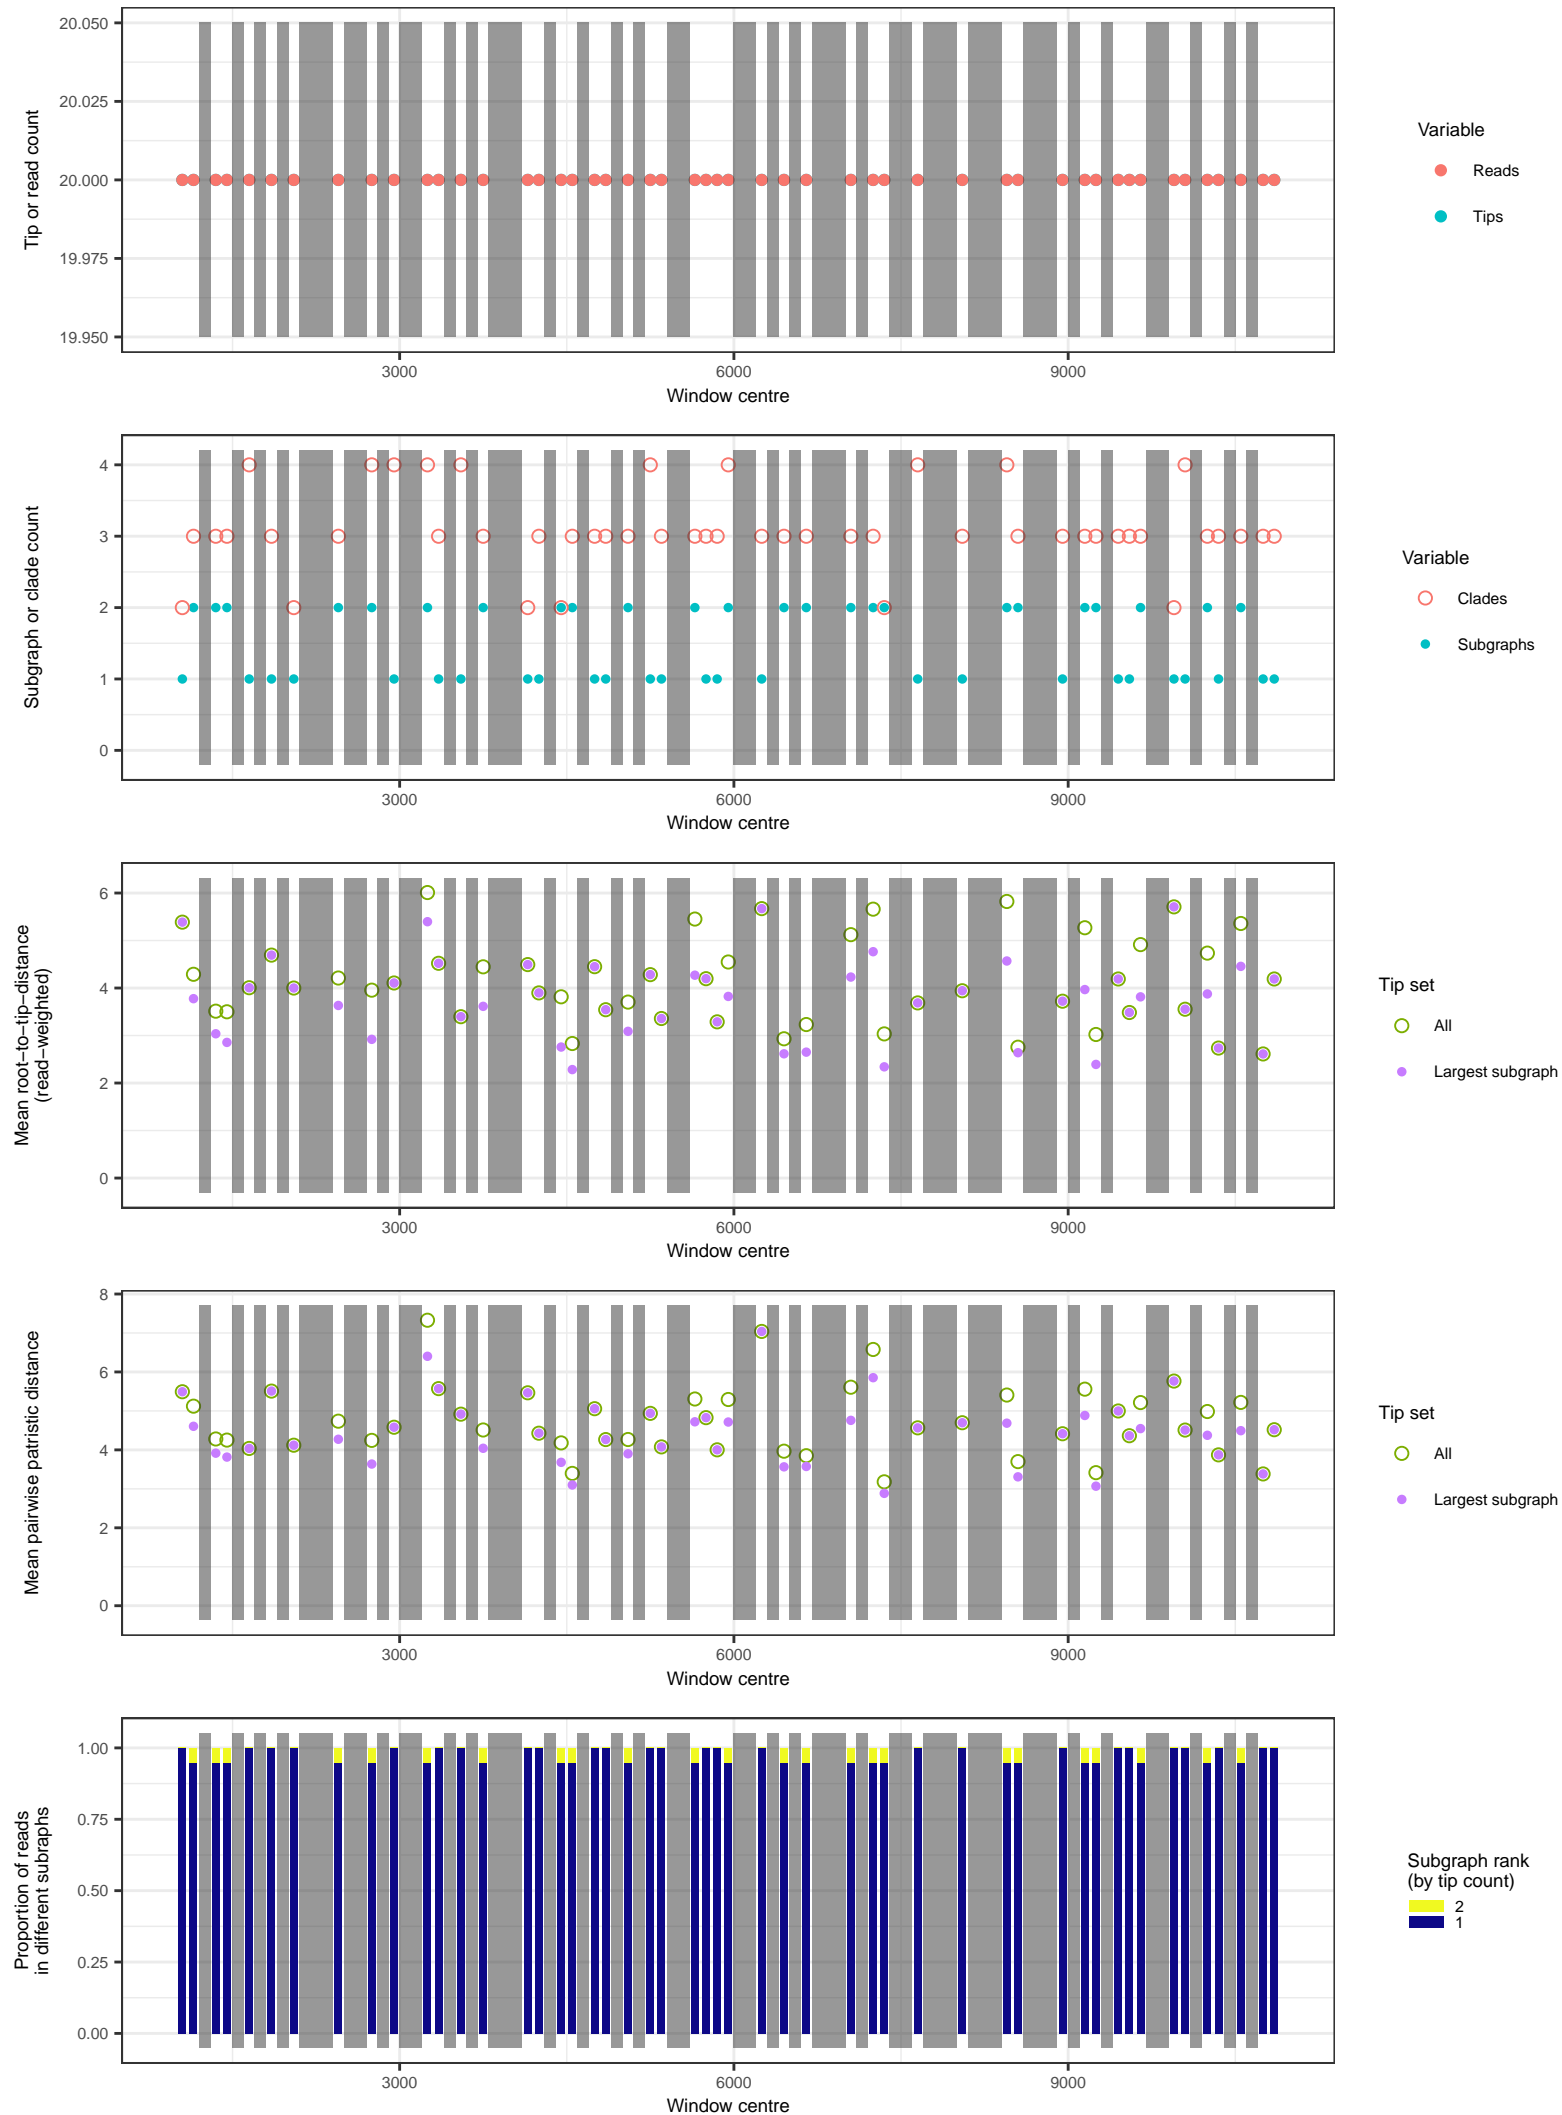 20.050
20.025
20.000
19.975
19.950
Tip or read count
3000
6000
9000
Window centre
Variable
Reads
Tips
4
3
2
1
0
Subgraph or clade count
3000
6000
9000
Window centre
Variable
Clades
Subgraphs
6
4
2
0
Mean root−to−tip−distance
(read−weighted)
3000
6000
9000
Window centre
Tip set
All
Largest subgraph
8
6
4
2
0
Mean pairwise patristic distance
3000
6000
9000
Window centre
Tip set
All
Largest subgraph
1.00
0.75
0.50
0.25
0.00
Proportion of reads
in different subraphs
3000
6000
9000
Window centre
Subgraph rank
(by tip count)
2
1